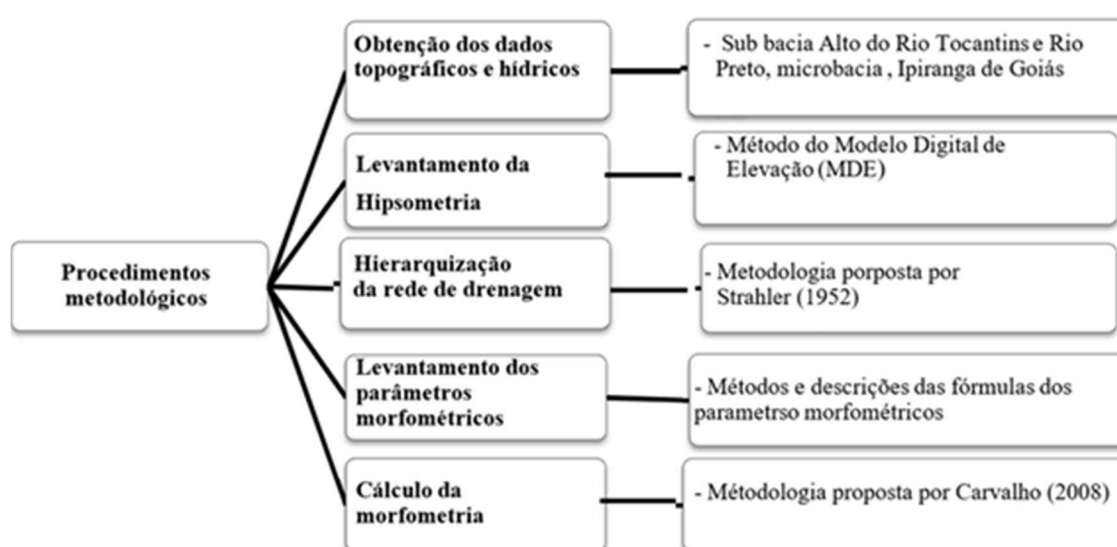 Procedimentos
metodológicos
Obtenção dos dados
topográficos e hídricos
- Sub bacia Alto do Rio Tocantins e Rio
Preto, microbacia , Ipiranga de Goiás
Levantamento da
Hipsometria
- Método do Modelo Digital de
Elevação (MDE)
Hierarquização
da rede de drenagem
- Metodologia porposta por
Strahler (1952)
Levantamento dos
parâmetros
morfométricos
- Métodos e descrições das fórmulas dos
parametrso morfométricos
Cálculo da
morfometria
- Métodologia proposta por Carvalho (2008)